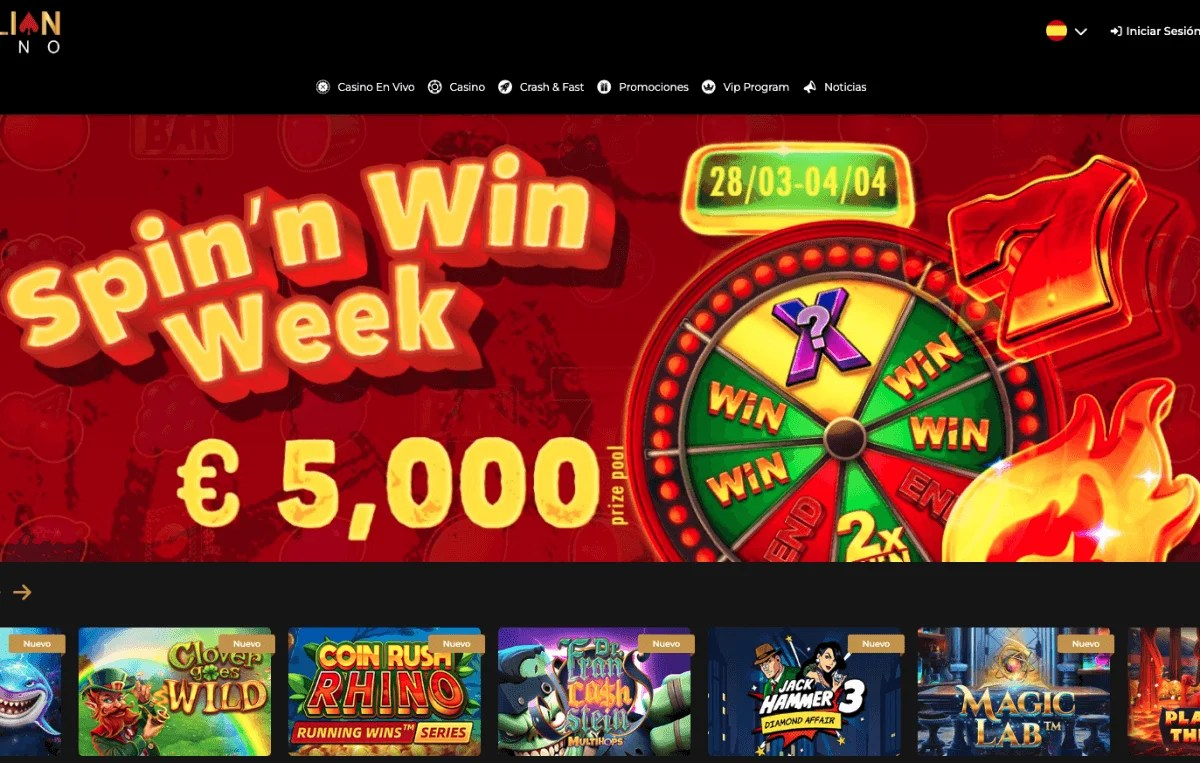 LIAN
N O
Iniciar Sesión
Casino En Vivo
Casino
Crash & Fast
Promociones
Vip Program
Noticias
BAR
Spin'n Win
Week
28/03-04/04
€ 5,000
prize pool
X
?
WiN
WiN
WiN
WiN
END
END
2x
WiN
Nuevo
Nuevo
Nuevo
Nuevo
Nuevo
Nuevo
Clover
goes
WILD
COIN RUSH
RHINO
RUNNING WINS™ SERIES
Dr.
Fran
CA$H
stein
MULTIHOPS
JACK
HAMMER 3
DIAMOND AFFAIR
MAGIC
LAB™
PLA
TH